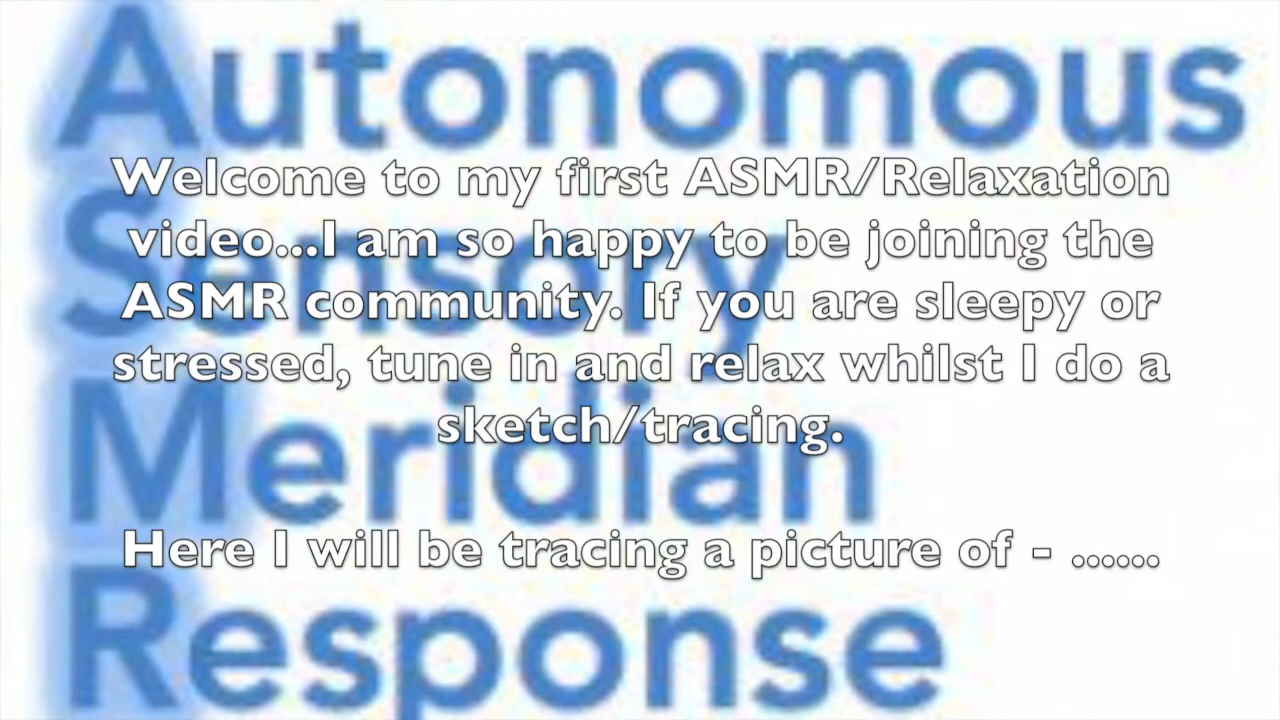 Autonomous
Welcome to my first ASMR/Relaxation
video...I am so happy to be joining the
Sensory
ASMR community. If you are sleepy or
stressed, tune in and relax whilst I do a
sketch/tracing.
Meridian
Here I will be tracing a picture of - ......
Response